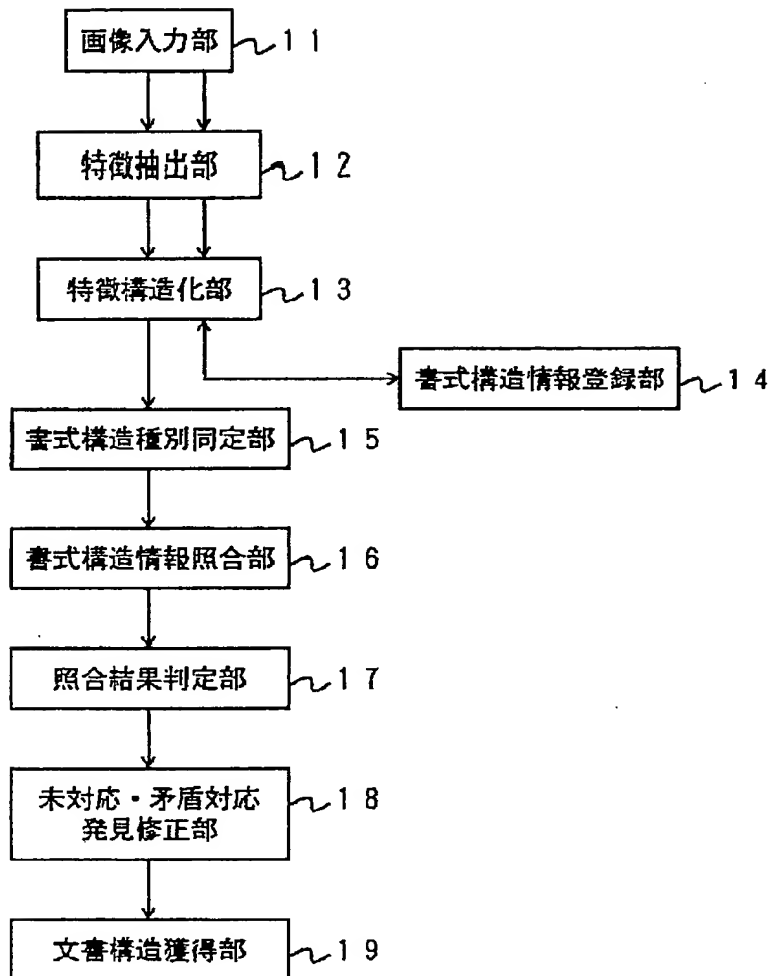 画像入力部 11
特徴抽出部 12
特徴構造化部 13
書式構造情報登録部 14
書式構造種別同定部 15
書式構造情報照合部 16
照合結果判定部 17
未対応・矛盾対応 18
発見修正部
文書構造獲得部 19